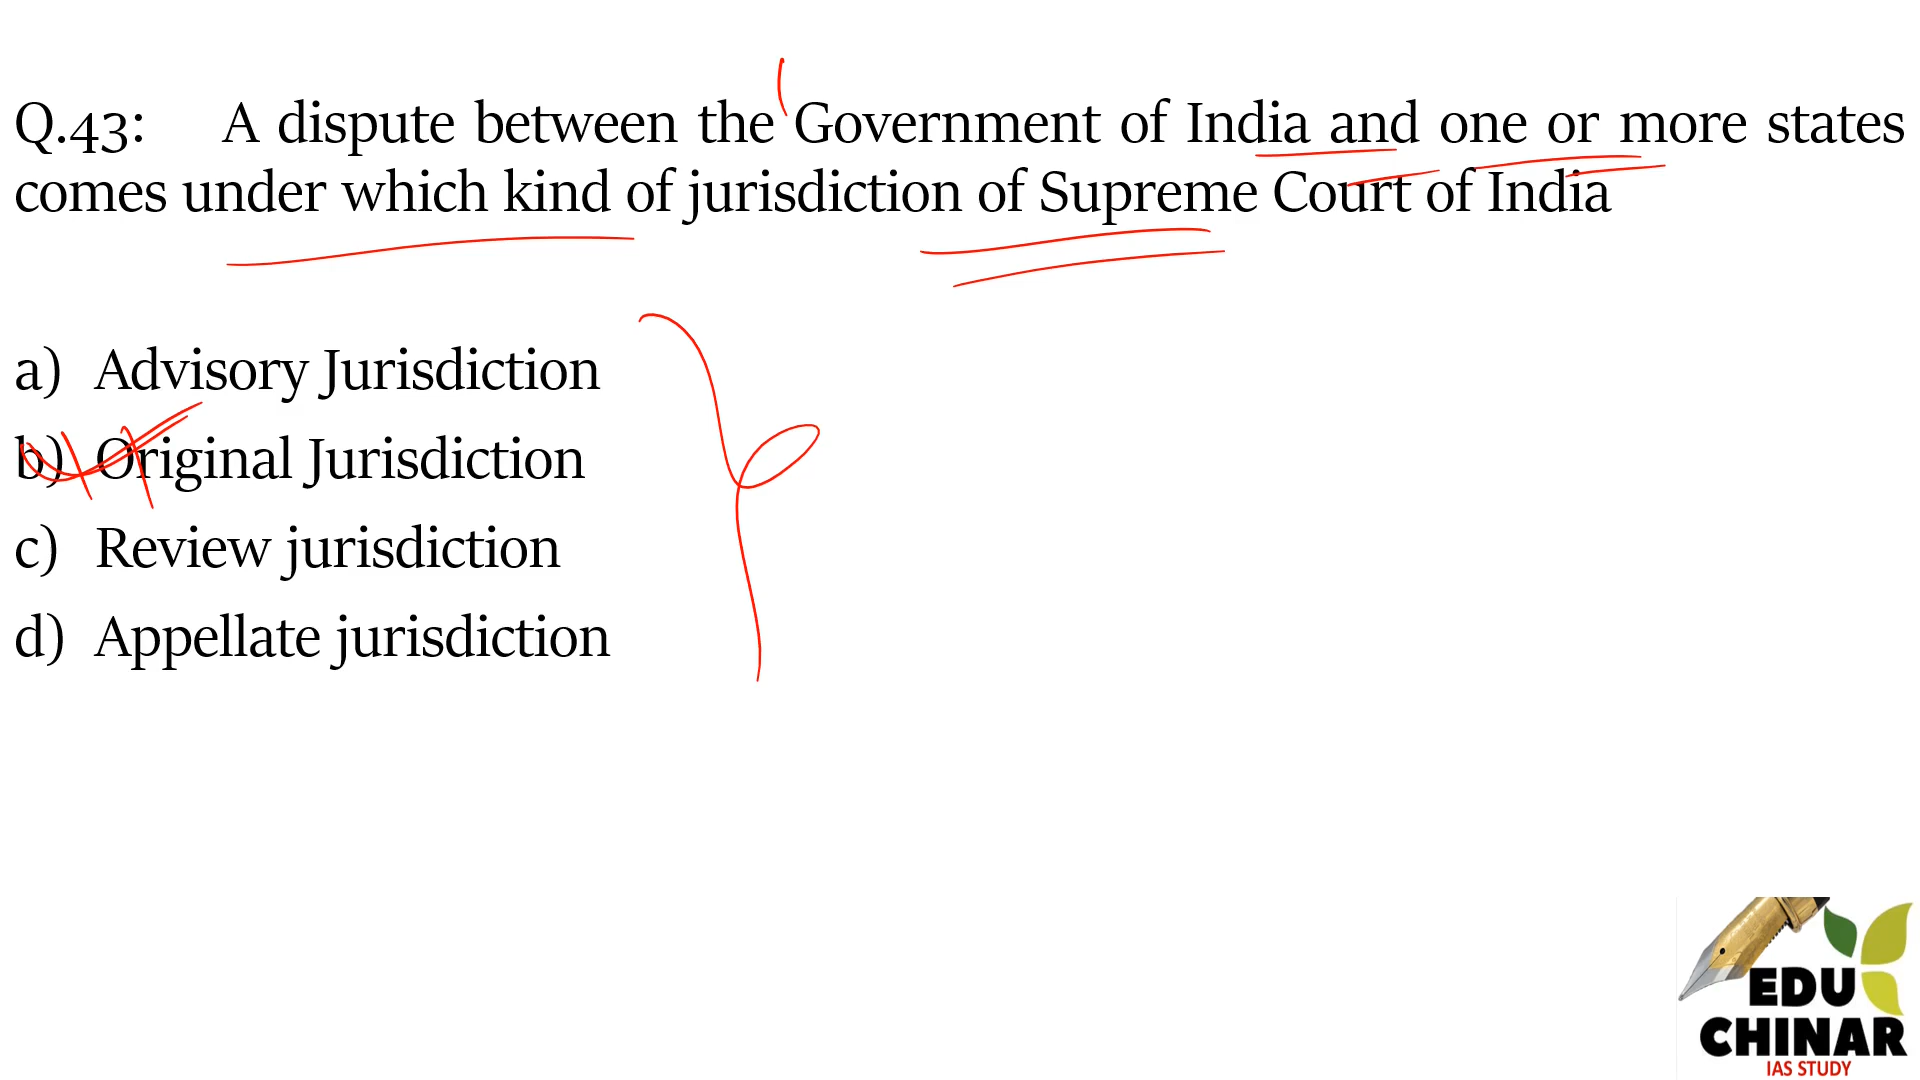 Q.43: A dispute between the Government of India and one or more states
comes under which kind of jurisdiction of Supreme Court of India
a) Advisory Jurisdiction
b) Original Jurisdiction
c) Review jurisdiction
d) Appellate jurisdiction
EDU
CHINAR
IAS STUDY